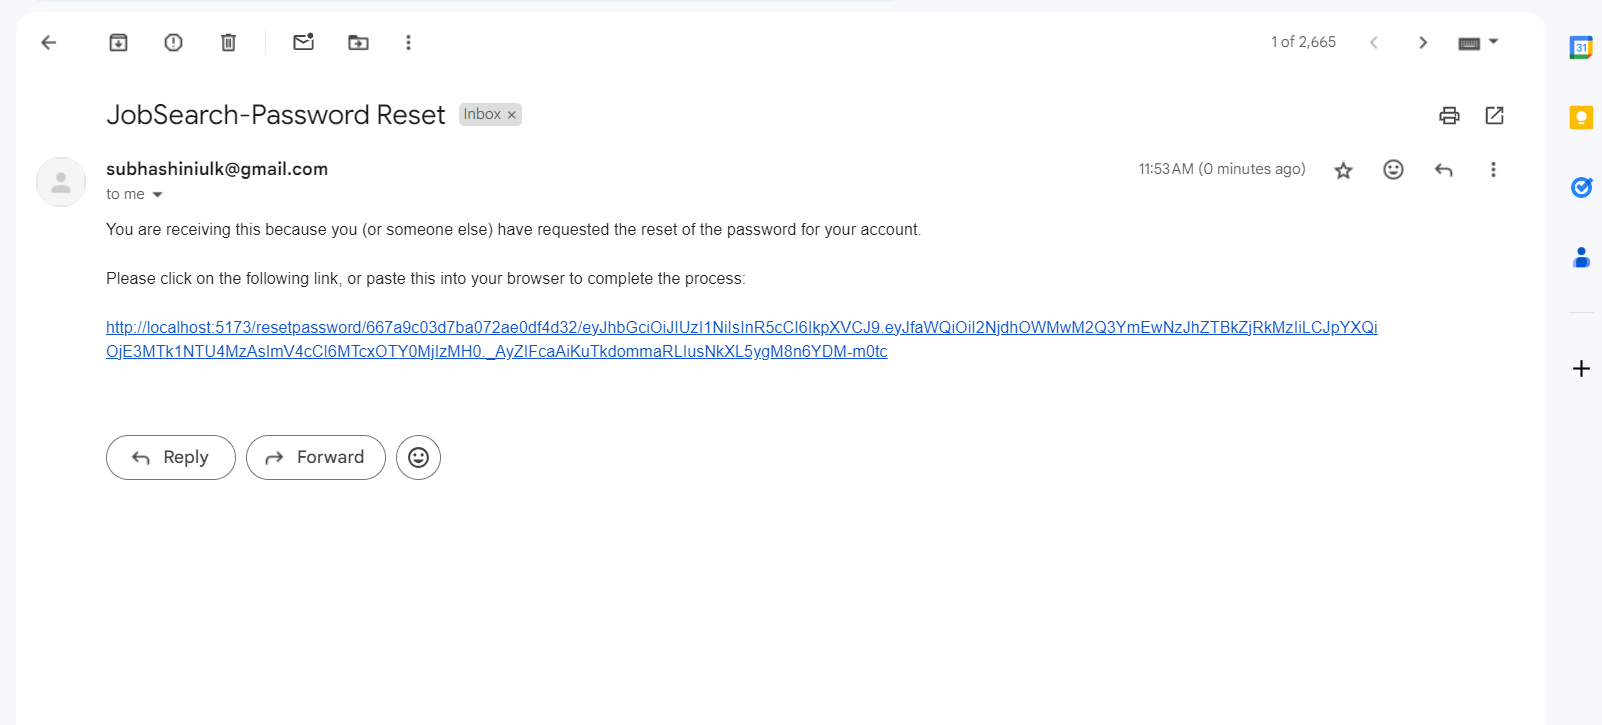 1 of 2,665
31
JobSearch-Password Reset Inbox ×
subhashiniulk@gmail.com 11:53 AM (0 minutes ago)
to me
You are receiving this because you (or someone else) have requested the reset of the password for your account.
Please click on the following link, or paste this into your browser to complete the process:
http://localhost:5173/resetpassword/667a9c03d7ba072ae0df4d32/eyJhbGciOiJIUzI1NiIsInR5cCI6IkpXVCJ9.eyJfaWQiOiI2NjdhOWMwM2Q3YmEwNzJhZTBkZjRkMzIiLCJpYXQi
OjE3MTk1NTU4MzAsImV4cCI6MTcxOTY0MjIzMH0._AyZIFcaAiKuTkdommaRLIusNkXL5ygM8n6YDM-m0tc
Reply Forward